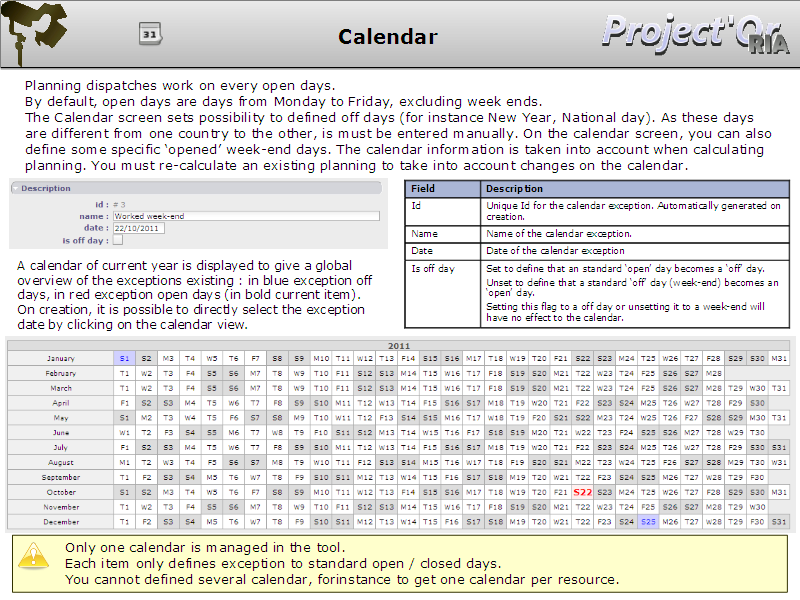 31
Calendar
Project'Or
RIA
Planning dispatches work on every open days.
By default, open days are days from Monday to Friday, excluding week ends.
The Calendar screen sets possibility to defined off days (for instance New Year, National day). As these days
are different from one country to the other, is must be entered manually. On the calendar screen, you can also
define some specific 'opened' week-end days. The calendar information is taken into account when calculating
planning. You must re-calculate an existing planning to take into account changes on the calendar.
Description
id : # 3
name : Worked week-end
date : 22/10/2011
is off day :
A calendar of current year is displayed to give a global
overview of the exceptions existing : in blue exception off
days, in red exception open days (in bold current item).
On creation, it is possible to directly select the exception
date by clicking on the calendar view.
Field Description
Id Unique Id for the calendar exception. Automatically generated on
creation.
Name Name of the calendar exception.
Date Date of the calendar exception
Is off day Set to define that an standard 'open' day becomes a 'off' day.
Unset to define that a standard 'off' day (week-end) becomes an
'open' day.
Setting this flag to a off day or unsetting it to a week-end will
have no effect to the calendar.
2011
January S1 S2 M3 T4 W5 T6 F7 S8 S9 M10 T11 W12 T13 F14 S15 S16 M17 T18 W19 T20 F21 S22 S23 M24 T25 W26 T27 F28 S29 S30 M31
February T1 W2 T3 F4 S5 S6 M7 T8 W9 T10 F11 S12 S13 M14 T15 W16 T17 F18 S19 S20 M21 T22 W23 T24 F25 S26 S27 M28
March T1 W2 T3 F4 S5 S6 M7 T8 W9 T10 F11 S12 S13 M14 T15 W16 T17 F18 S19 S20 M21 T22 W23 T24 F25 S26 S27 M28 T29 W30 T31
April F1 S2 S3 M4 T5 W6 T7 F8 S9 S10 M11 T12 W13 T14 F15 S16 S17 M18 T19 W20 T21 F22 S23 S24 M25 T26 W27 T28 F29 S30
May S1 M2 T3 W4 T5 F6 S7 S8 M9 T10 W11 T12 F13 S14 S15 M16 T17 W18 T19 F20 S21 S22 M23 T24 W25 T26 F27 S28 S29 M30 T31
June W1 T2 F3 S4 S5 M6 T7 W8 T9 F10 S11 S12 M13 T14 W15 T16 F17 S18 S19 M20 T21 W22 T23 F24 S25 S26 M27 T28 W29 T30
July F1 S2 S3 M4 T5 W6 T7 F8 S9 S10 M11 T12 W13 T14 F15 S16 S17 M18 T19 W20 T21 F22 S23 S24 M25 T26 W27 T28 F29 S30 S31
August M1 T2 W3 T4 F5 S6 S7 M8 T9 W10 T11 F12 S13 S14 M15 T16 W17 T18 F19 S20 S21 M22 T23 W24 T25 F26 S27 S28 M29 T30 W31
September T1 F2 S3 S4 M5 T6 W7 T8 F9 S10 S11 M12 T13 W14 T15 F16 S17 S18 M19 T20 W21 T22 F23 S24 S25 M26 T27 W28 T29 F30
October S1 S2 M3 T4 W5 T6 F7 S8 S9 M10 T11 W12 T13 F14 S15 S16 M17 T18 W19 T20 F21 S22 S23 M24 T25 W26 T27 F28 S29 S30 M31
November T1 W2 T3 F4 S5 S6 M7 T8 W9 T10 F11 S12 S13 M14 T15 W16 T17 F18 S19 S20 M21 T22 W23 T24 F25 S26 S27 M28 T29 W30
December T1 F2 S3 S4 M5 T6 W7 T8 F9 S10 S11 M12 T13 W14 T15 F16 S17 S18 M19 T20 W21 T22 F23 S24 S25 M26 T27 W28 T29 F30 S31
Only one calendar is managed in the tool.
Each item only defines exception to standard open / closed days.
You cannot defined several calendar, forinstance to get one calendar per resource.